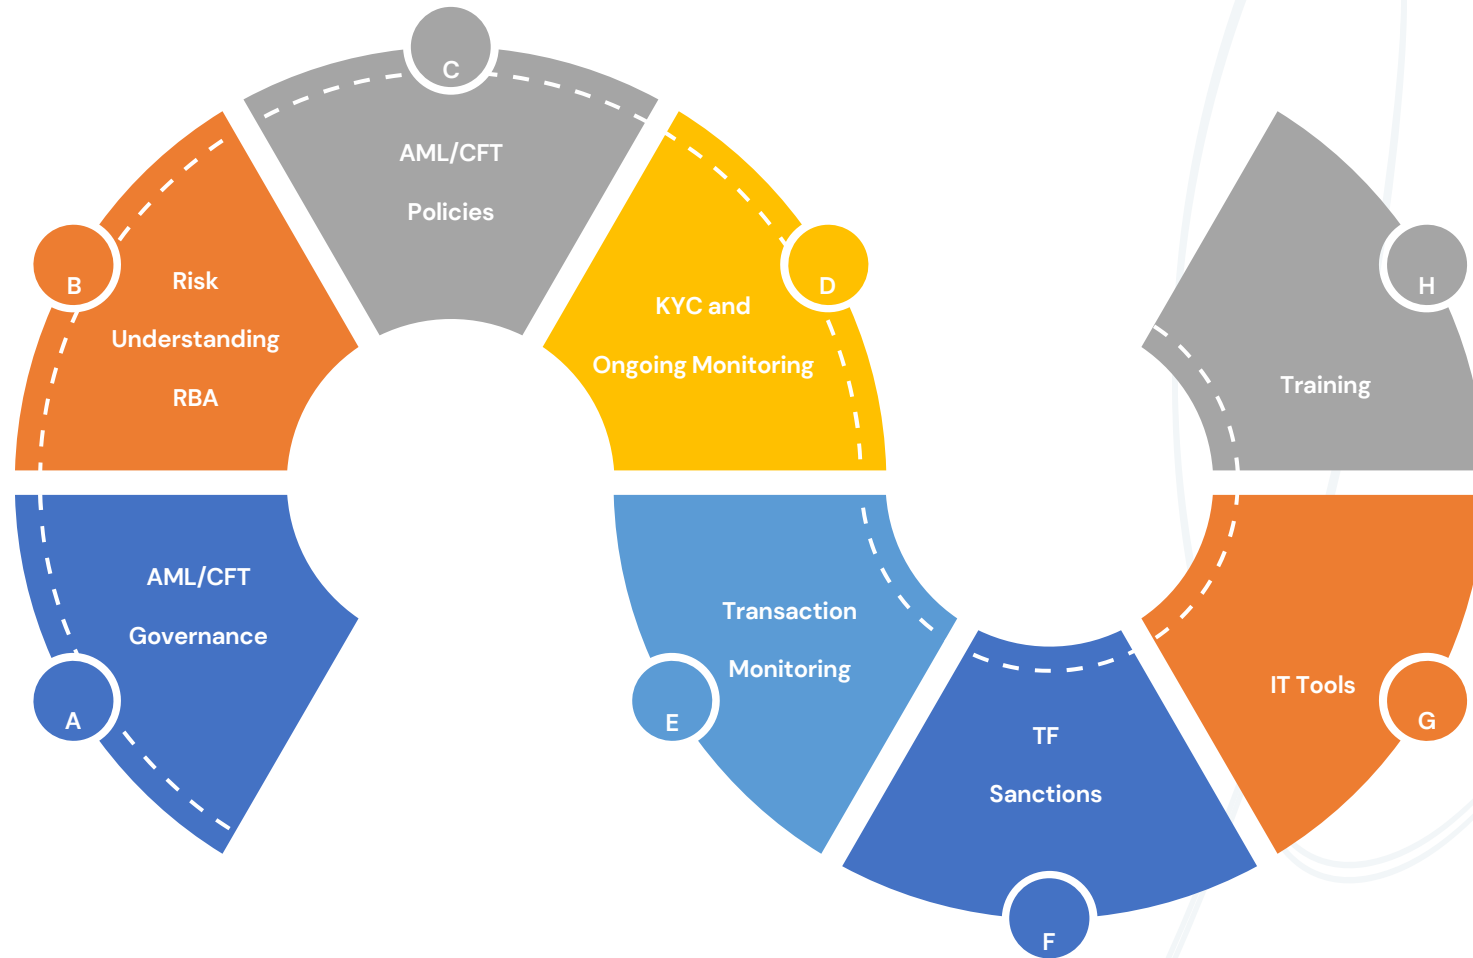 A
AML/CFT
Governance
B
Risk
Understanding
RBA
C
AML/CFT
Policies
D
KYC and
Ongoing Monitoring
E
Transaction
Monitoring
F
TF
Sanctions
G
IT Tools
H
Training